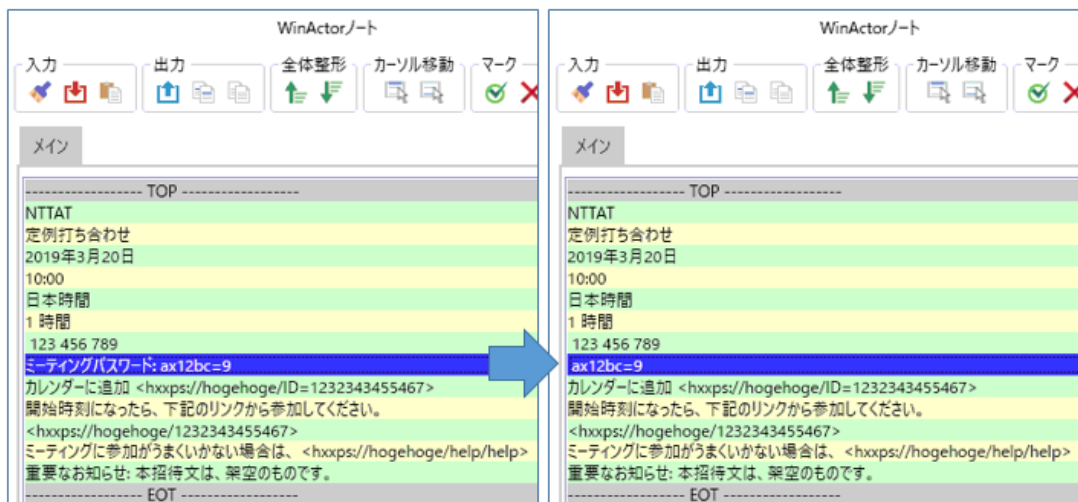 WinActorノート
入力 出力 全体整形 カーソル移動 マーク
メイン
------------------ TOP ------------------
NTTAT
定例打ち合わせ
2019年3月20日
10:00
日本時間
1 時間
123 456 789
ミーティングパスワード: ax12bc=9
カレンダーに追加 <hxxps://hogehoge/ID=1232343455467>
開始時刻になったら、下記のリンクから参加してください。
<hxxps://hogehoge/1232343455467>
ミーティングに参加がうまくいかない場合は、 <hxxps://hogehoge/help/help>
重要なお知らせ: 本招待文は、架空のものです。
------------------ EOT ------------------
WinActorノート
入力 出力 全体整形 カーソル移動 マーク
メイン
------------------ TOP ------------------
NTTAT
定例打ち合わせ
2019年3月20日
10:00
日本時間
1 時間
123 456 789
ax12bc=9
カレンダーに追加 <hxxps://hogehoge/ID=1232343455467>
開始時刻になったら、下記のリンクから参加してください。
<hxxps://hogehoge/1232343455467>
ミーティングに参加がうまくいかない場合は、 <hxxps://hogehoge/help/help>
重要なお知らせ: 本招待文は、架空のものです。
------------------ EOT ------------------